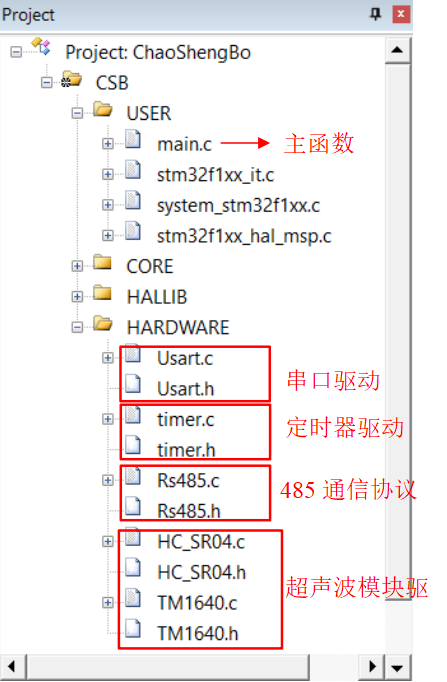 Project
Project: ChaoShengBo
CSB
USER
main.c 主函数
stm32f1xx_it.c
system_stm32f1xx.c
stm32f1xx_hal_msp.c
CORE
HALLIB
HARDWARE
Usart.c
串口驱动
Usart.h
timer.c
定时器驱动
timer.h
Rs485.c
485 通信协议
Rs485.h
HC_SR04.c
HC_SR04.h
超声波模块驱
TM1640.c
TM1640.h